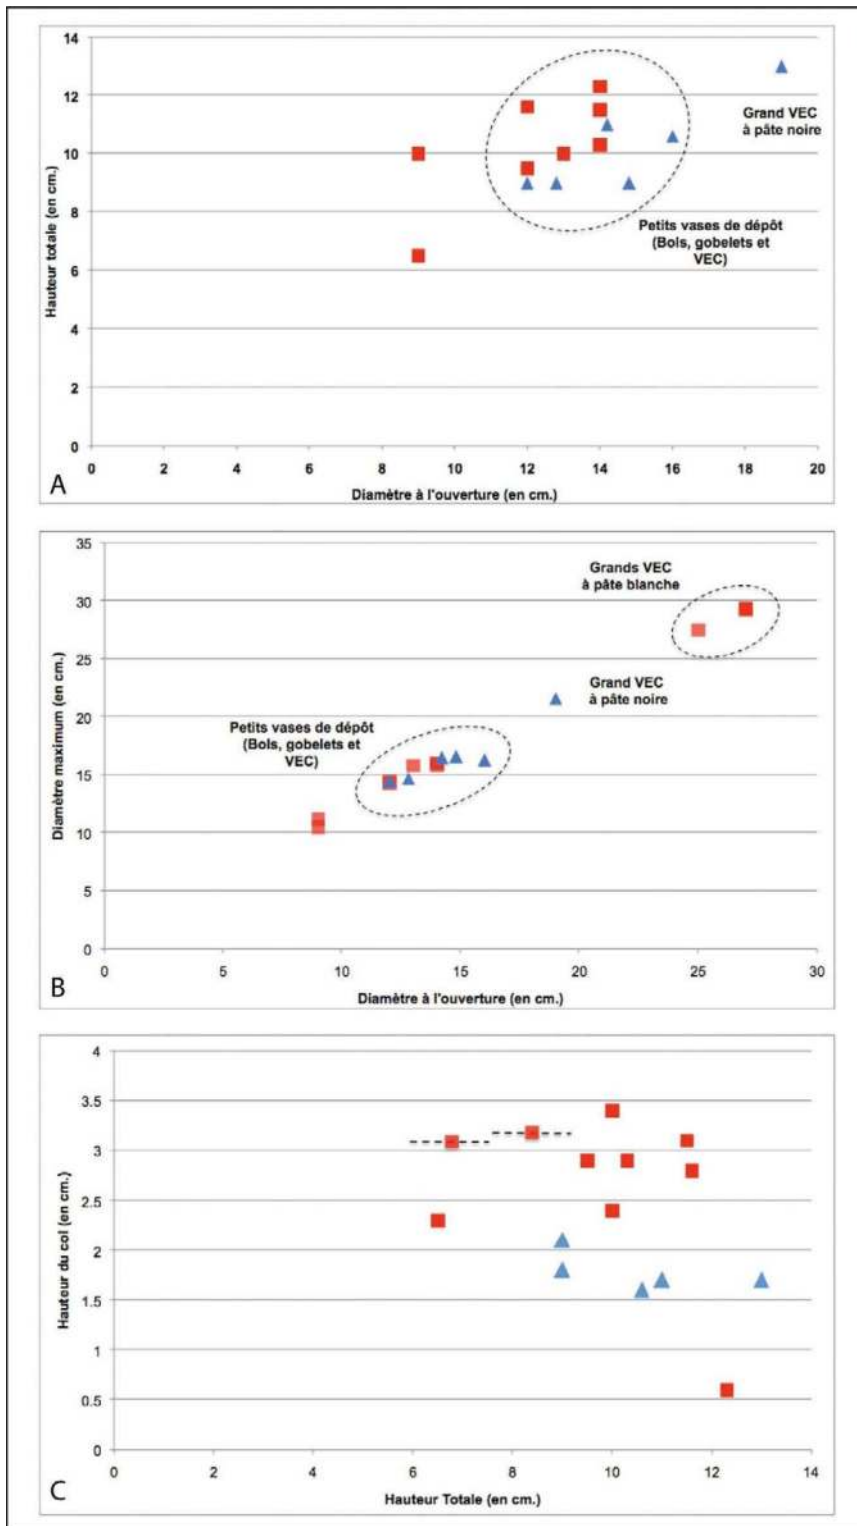 14
12
10
8
6
4
2
0
0 2 4 6 8 10 12 14 16 18 20
Hauteur totale (en cm.)
Diamètre à l'ouverture (en cm.)
Grand VEC
à pâte noire
Petits vases de dépôt
(Bols, gobelets et
VEC)
A
35
30
25
20
15
10
5
0
0 5 10 15 20 25 30
Diamètre maximum (en cm.)
Diamètre à l'ouverture (en cm.)
Grands VEC
à pâte blanche
Grand VEC
à pâte noire
Petits vases de dépôt
(Bols, gobelets et
VEC)
B
4
3.5
3
2.5
2
1.5
1
0.5
0
0 2 4 6 8 10 12 14
Hauteur du col (en cm.)
Hauteur Totale (en cm.)
C